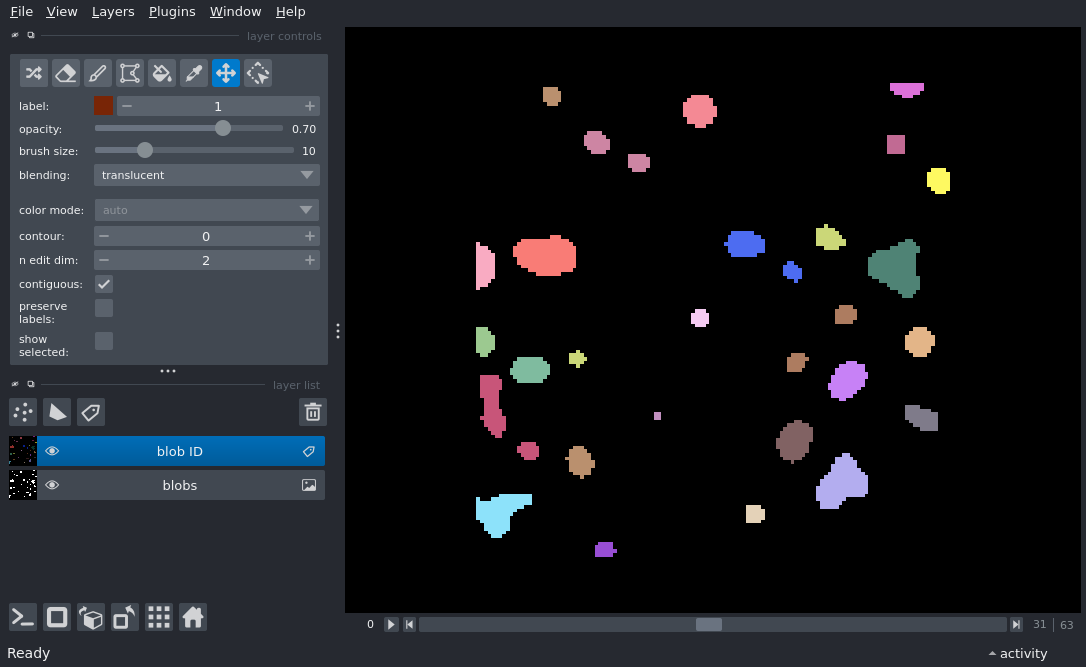 File View Layers Plugins Window Help
layer controls
label: 1
opacity: 0.70
brush size: 10
blending: translucent
color mode: auto
contour: 0
n edit dim: 2
contiguous:
preserve
labels:
show
selected:
layer list
blob ID
blobs
0 31 | 63
Ready activity